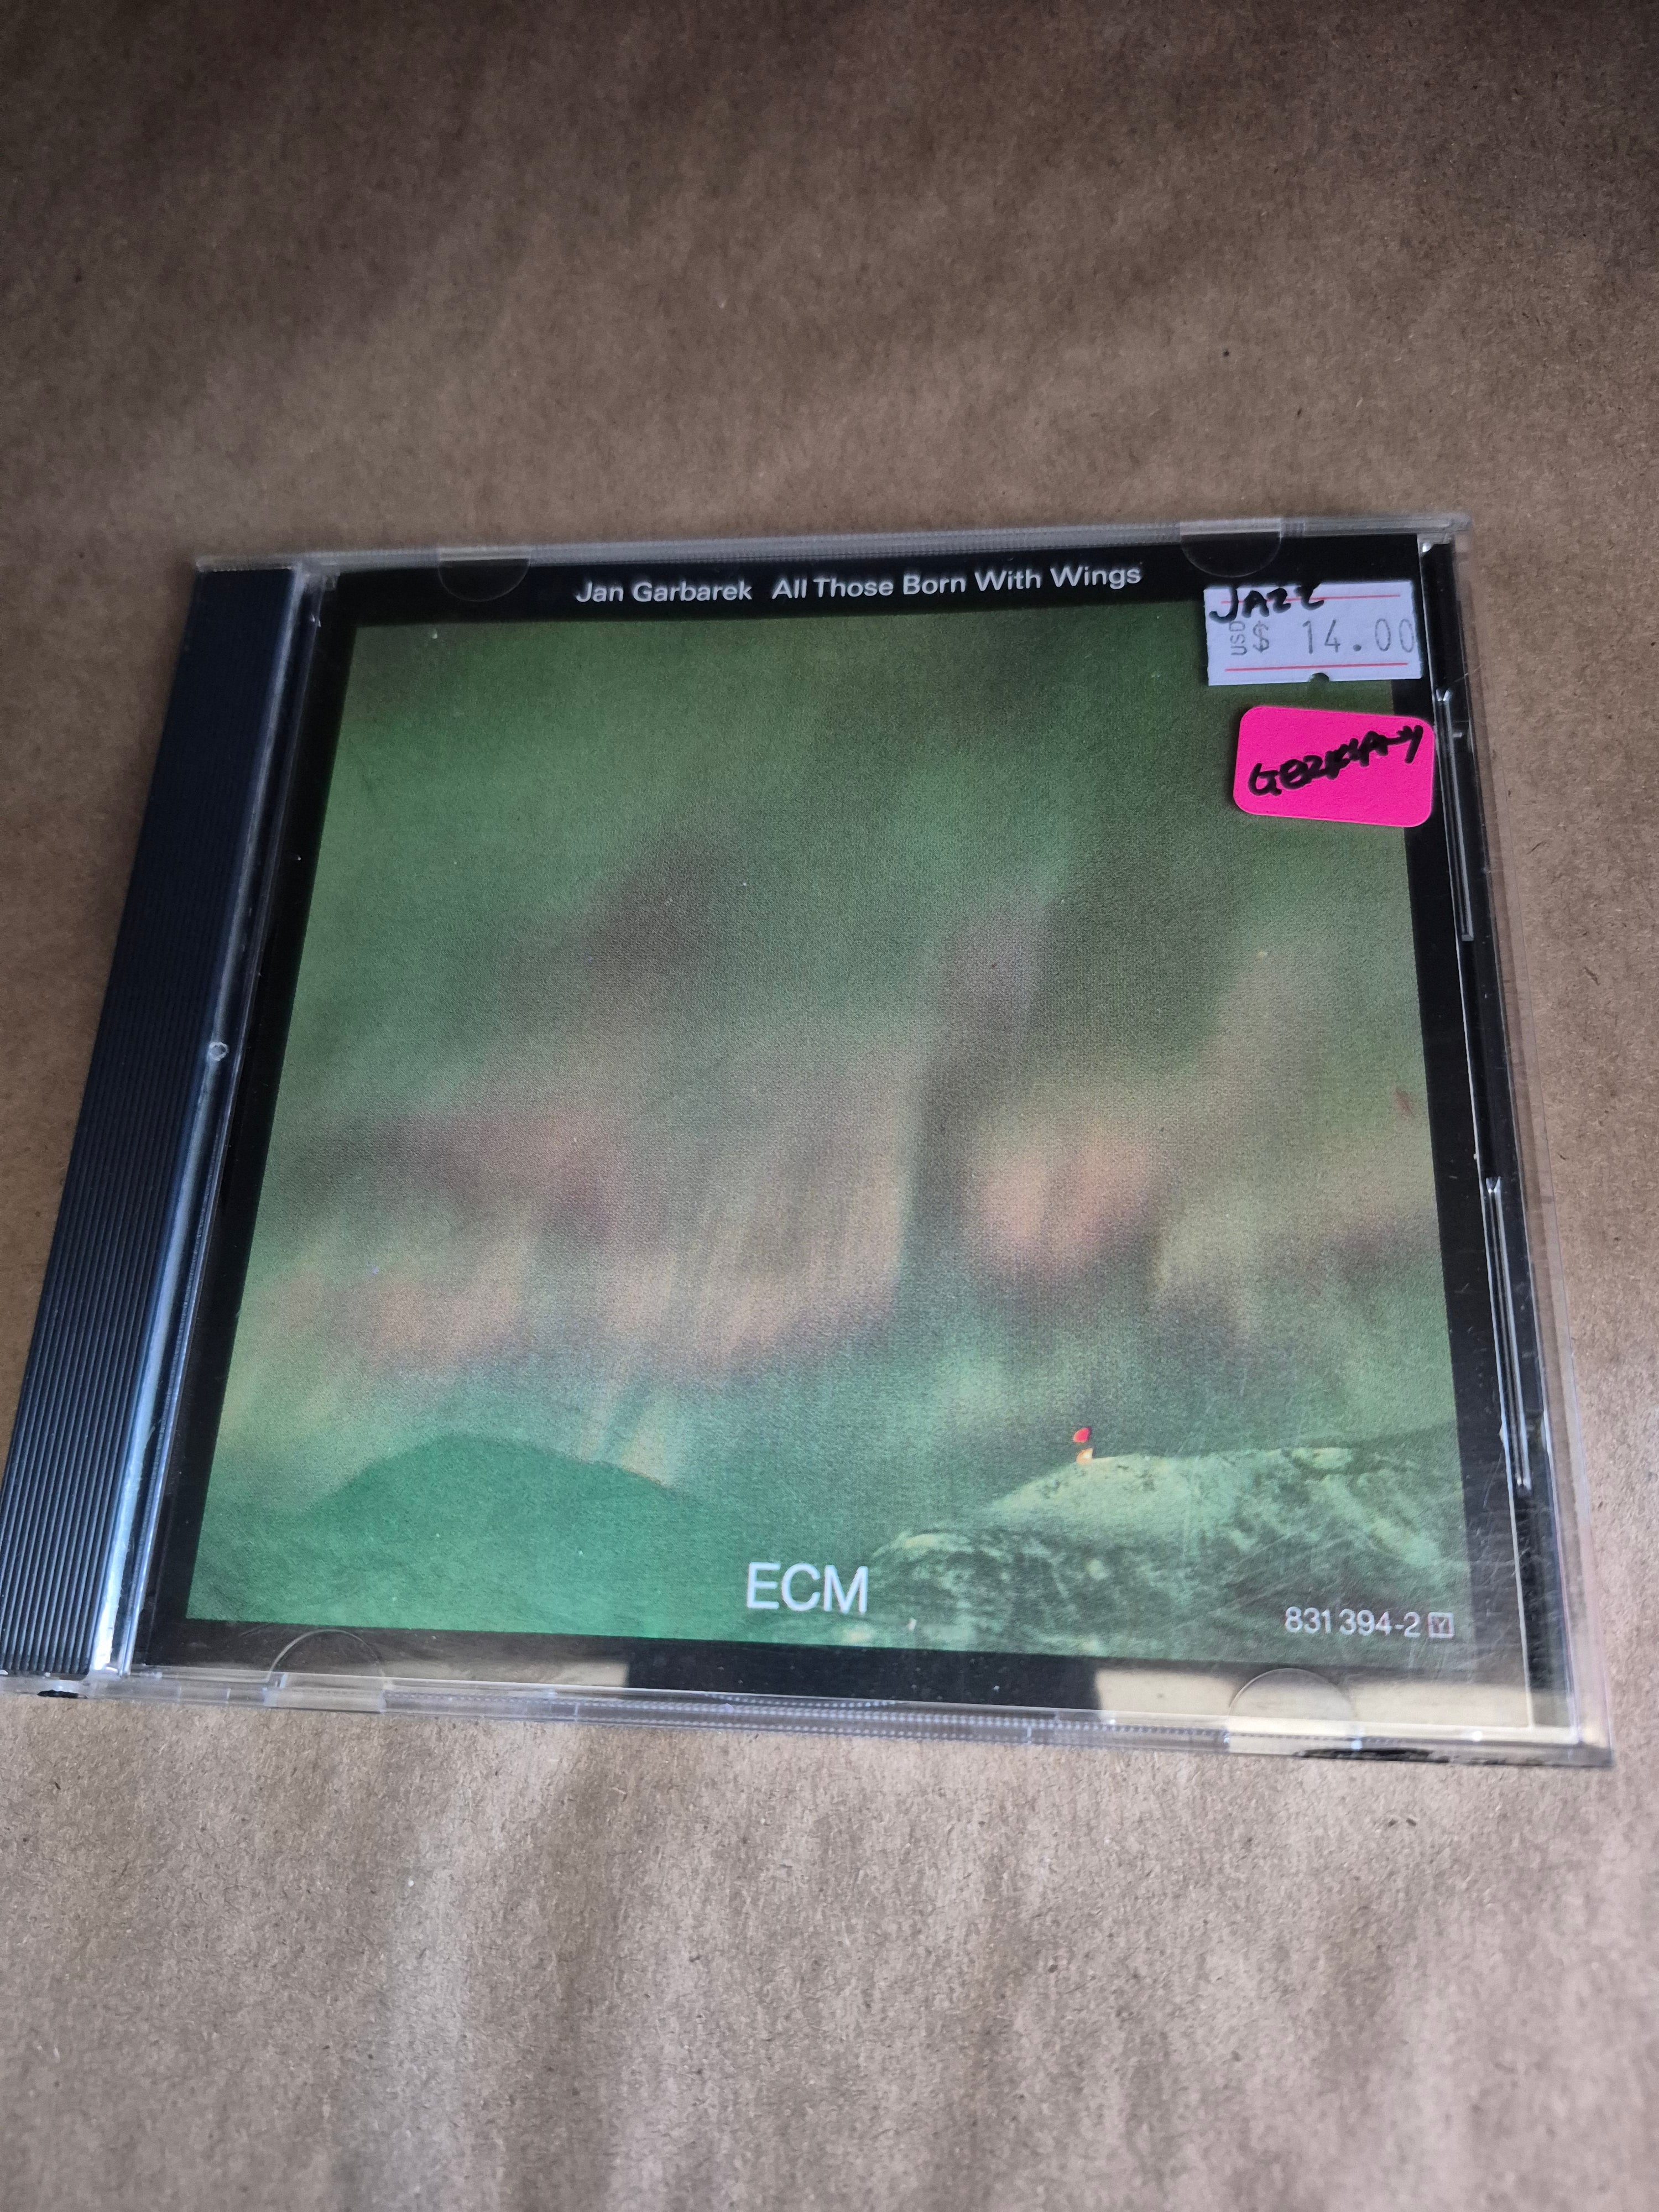 Jan Garbarek All Those Born With Wings
JAZZ
USD $ 14.00
GERMANY
ECM
831 394-2 Y